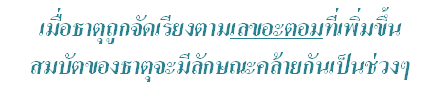 เมื่อธาตุถูกจัดเรียงตามเลขอะตอมที่เพิ่มขึ้น
สมบัตของธาตุจะมีลักษณะคล้ายกันเป็นช่วงๆ